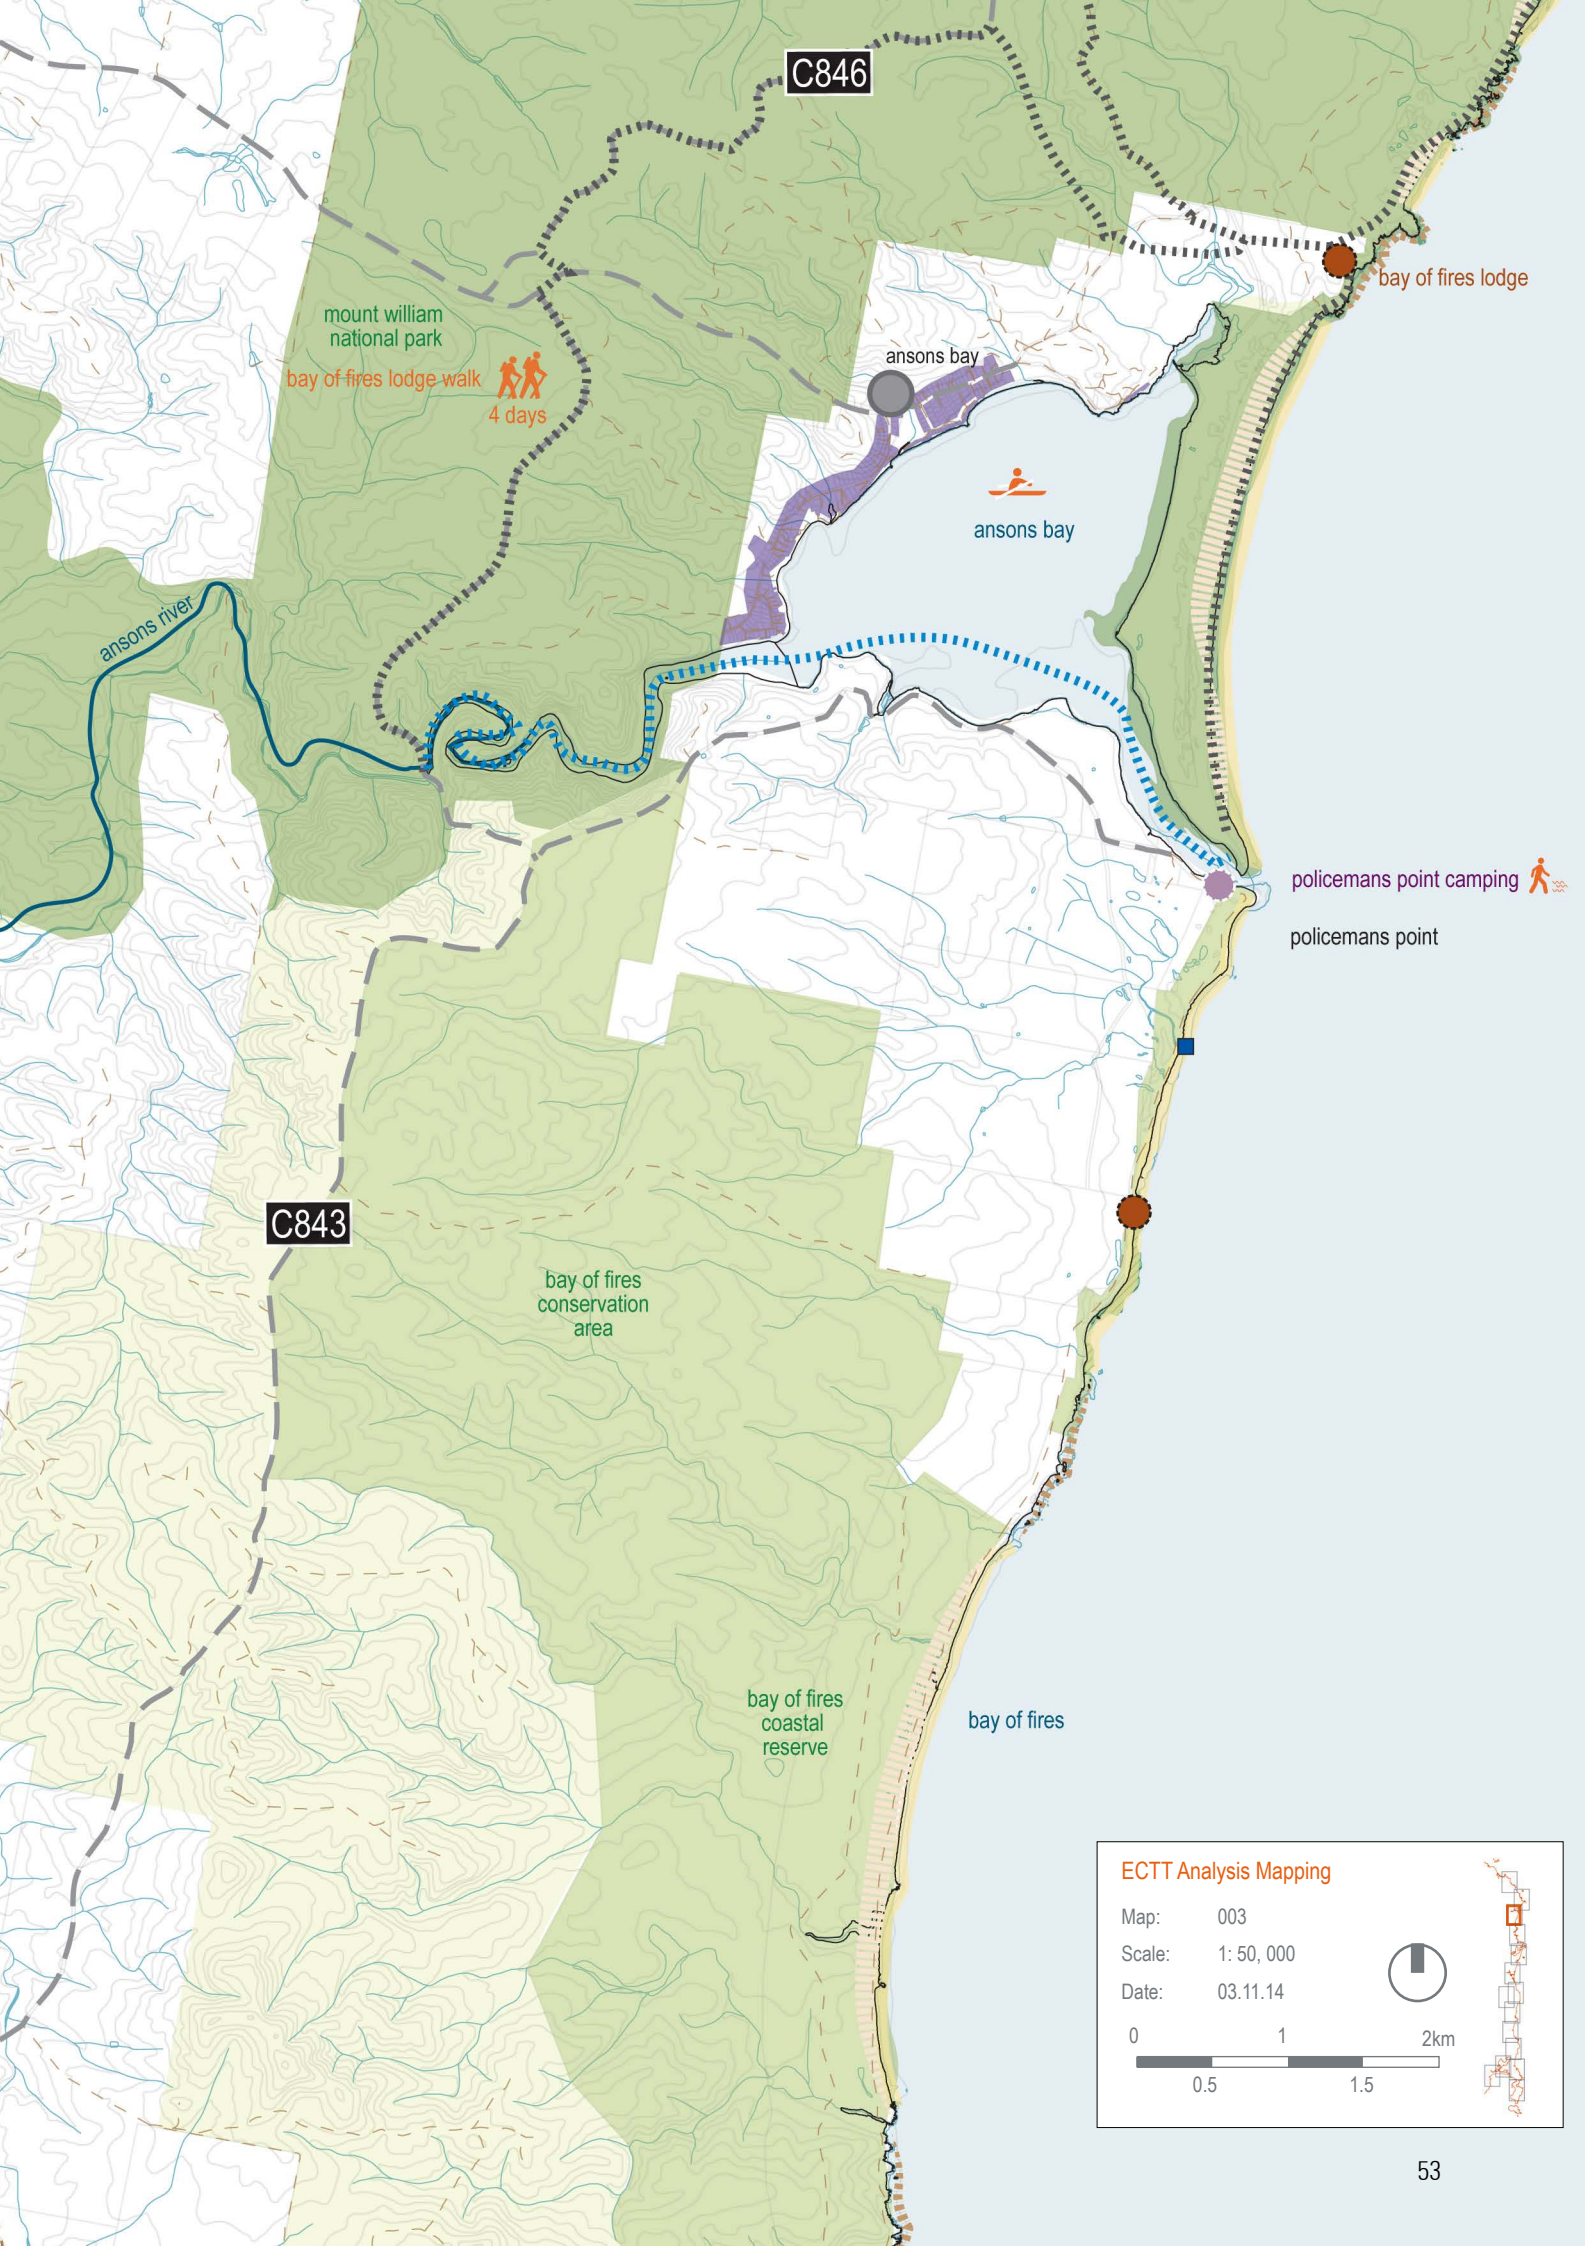 C846
bay of fires lodge
mount william
national park
bay of fires lodge walk
4 days
ansons bay
ansons bay
ansons river
policemans point camping
policemans point
C843
bay of fires
conservation
area
bay of fires
coastal
reserve
bay of fires
ECTT Analysis Mapping
Map: 003
Scale: 1: 50, 000
Date: 03.11.14
0 1 2km
0.5 1.5
53